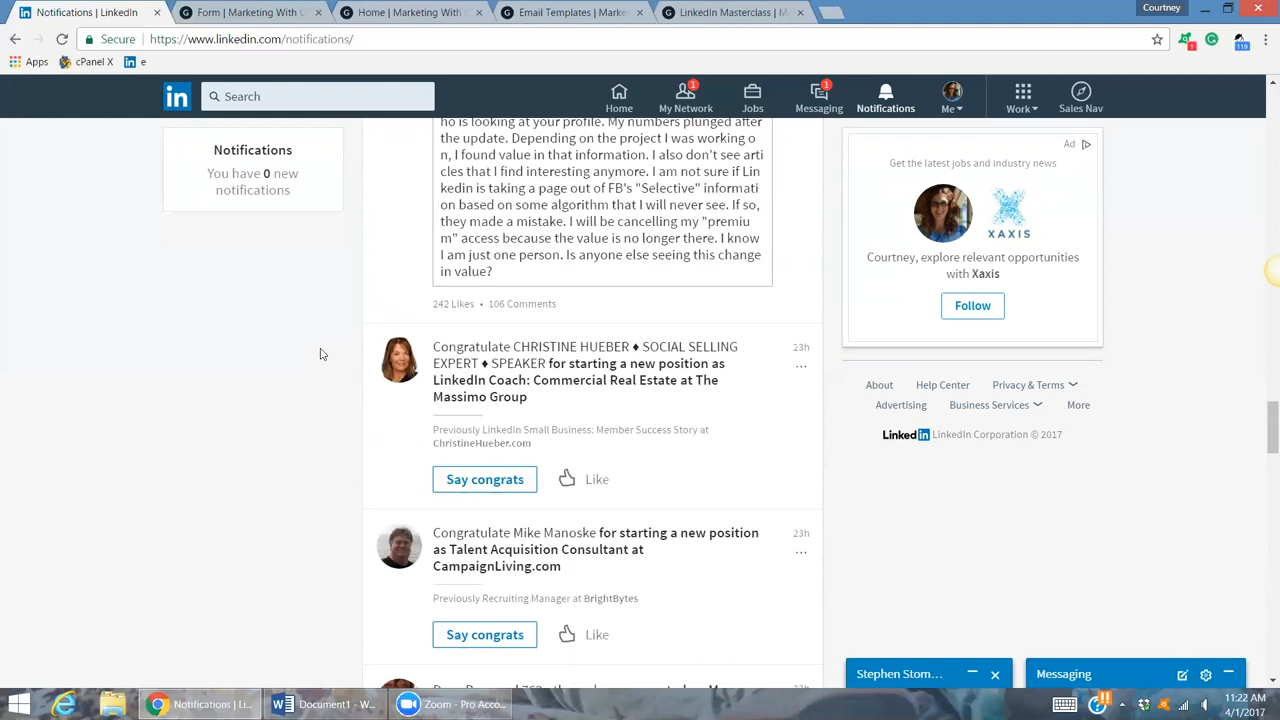 Notifications | LinkedIn
Form | Marketing With C
Home | Marketing With
Email Templates | Market
LinkedIn Masterclass | M
Courtney
Secure
https://www.linkedin.com/notifications/
1
119
Apps
cPanel X
e
in
Search
Home
1
My Network
Jobs
1
Messaging
Notifications
Me
Work
Sales Nav
Notifications
You have 0 new
notifications
ho is looking at your profile. My numbers plunged after
the update. Depending on the project I was working o
n, I found value in that information. I also don't see arti
cles that I find interesting anymore. I am not sure if Lin
kedin is taking a page out of FB's "Selective" informati
on based on some algorithm that I will never see. If so,
they made a mistake. I will be cancelling my "premiu
m" access because the value is no longer there. I know
I am just one person. Is anyone else seeing this change
in value?
242 Likes • 106 Comments
Congratulate CHRISTINE HUEBER ♦ SOCIAL SELLING
EXPERT ♦ SPEAKER for starting a new position as
LinkedIn Coach: Commercial Real Estate at The
Massimo Group
23h
...
Previously LinkedIn Small Business: Member Success Story at
ChristineHueber.com
Say congrats
Like
Congratulate Mike Manoske for starting a new position
as Talent Acquisition Consultant at
CampaignLiving.com
23h
...
Previously Recruiting Manager at BrightBytes
Say congrats
Like
23h
Ad
Get the latest jobs and industry news
XAXIS
Courtney, explore relevant opportunities
with Xaxis
Follow
About
Help Center
Privacy & Terms
Advertising
Business Services
More
LinkedIn LinkedIn Corporation © 2017
Stephen Stom...
Messaging
Notifications | Li...
Document1 - W...
Zoom - Pro Acco...
11:22 AM
4/1/2017